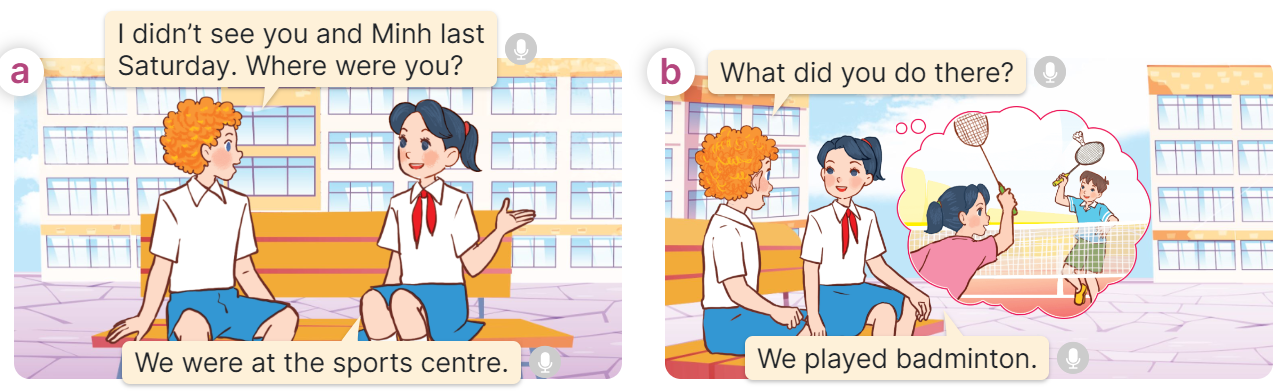 a
I didn’t see you and Minh last
Saturday. Where were you?
We were at the sports centre.
b
What did you do there?
We played badminton.